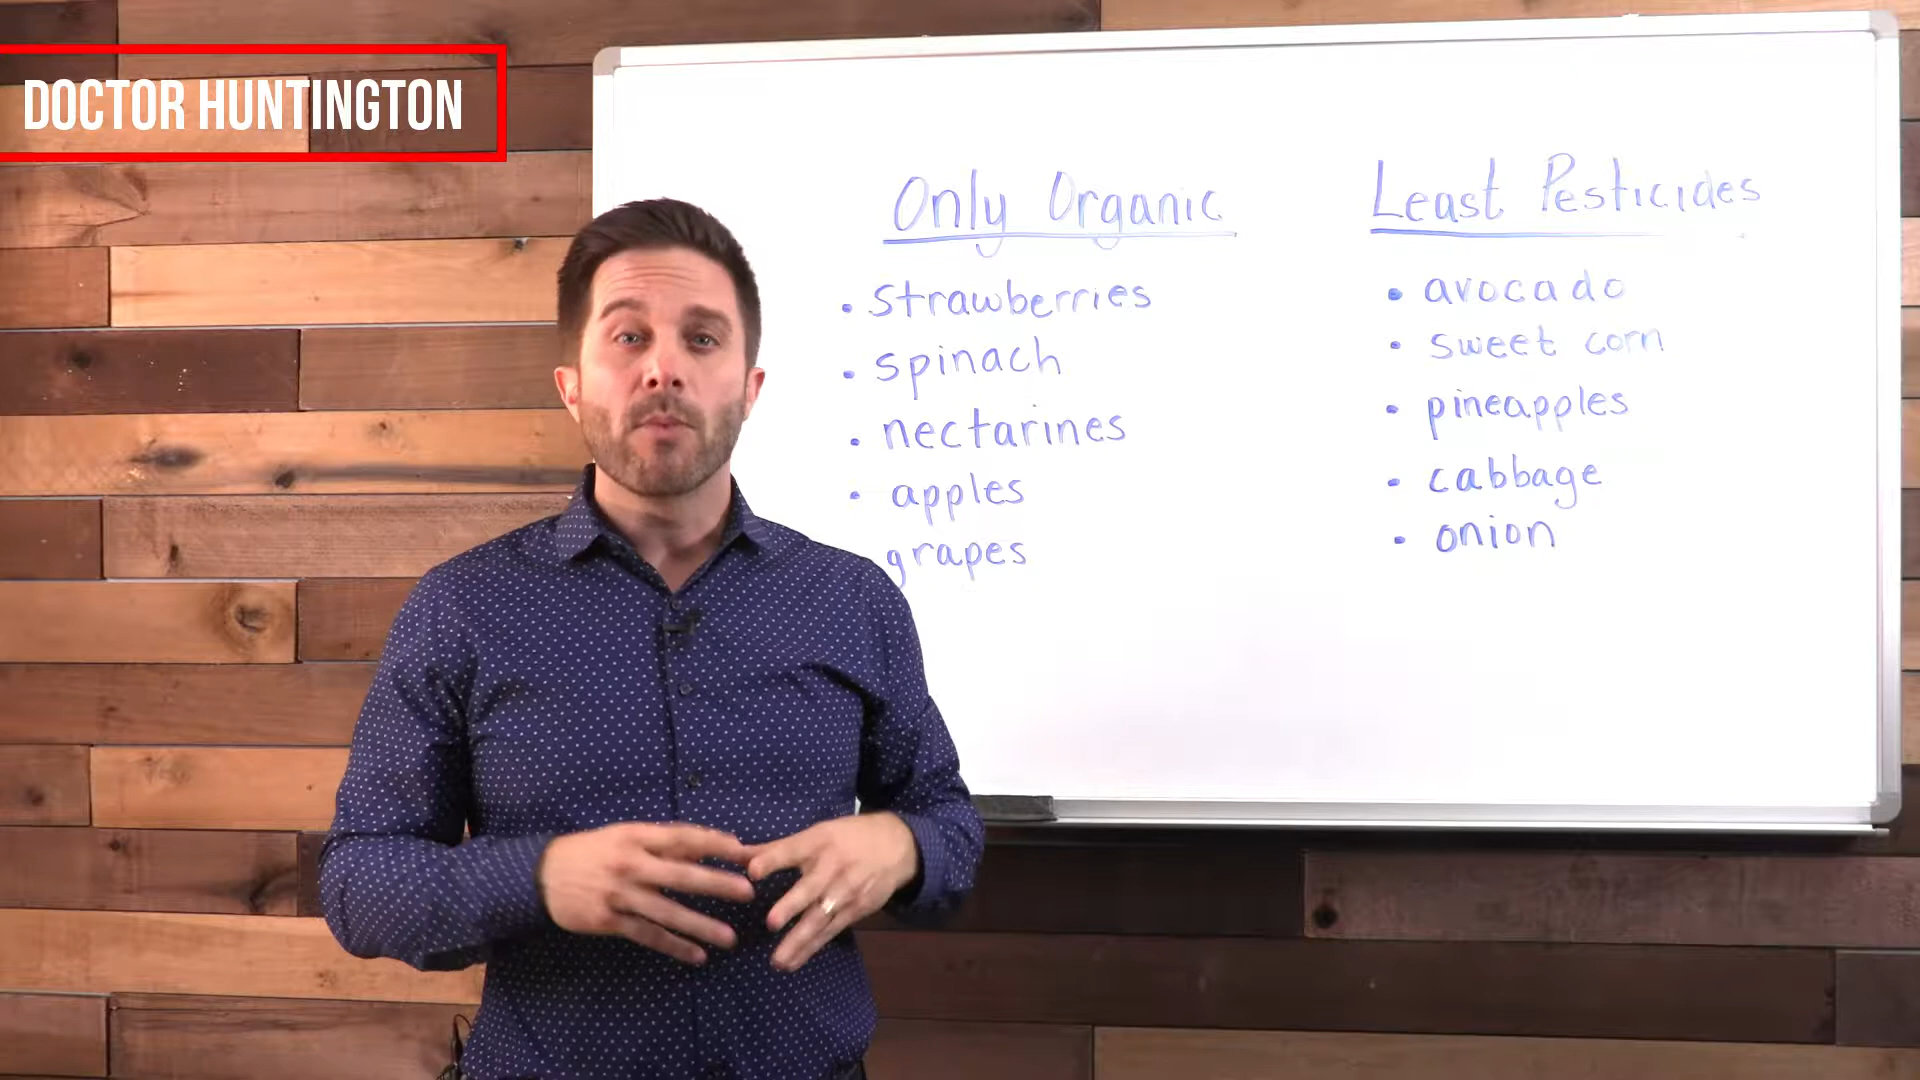 DOCTOR HUNTINGTON
Only Organic
• strawberries
• spinach
• nectarines
• apples
grapes
Least Pesticides
• avocado
• sweet corn
• pineapples
• cabbage
• onion